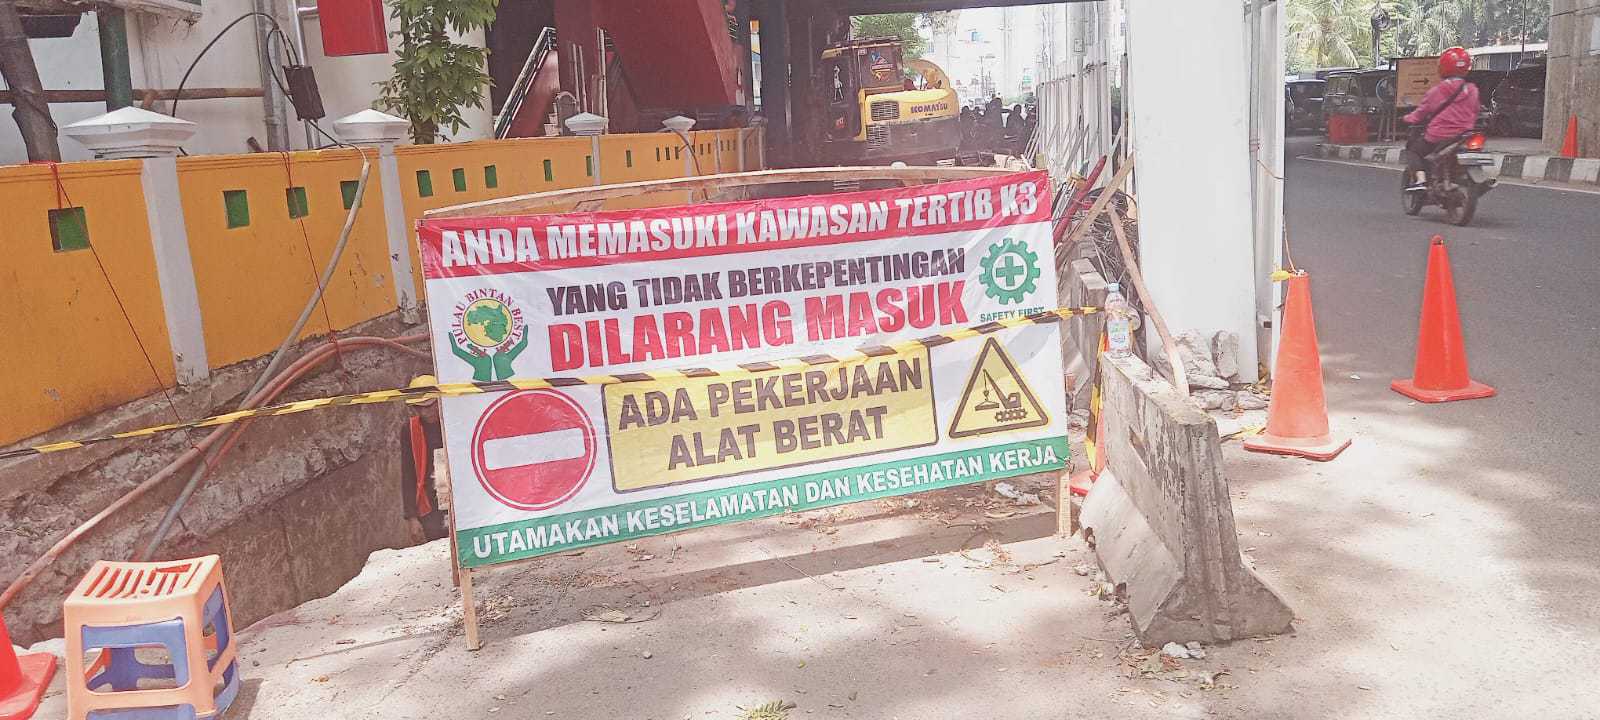 KOMATSU
ANDA MEMASUKI KAWASAN TERTIB K3
YANG TIDAK BERKEPENTINGAN
DILARANG MASUK
PULAU BINTAN BESTARI
SAFETY FIRST
ADA PEKERJAAN
ALAT BERAT
UTAMAKAN KESELAMATAN DAN KESEHATAN KERJA